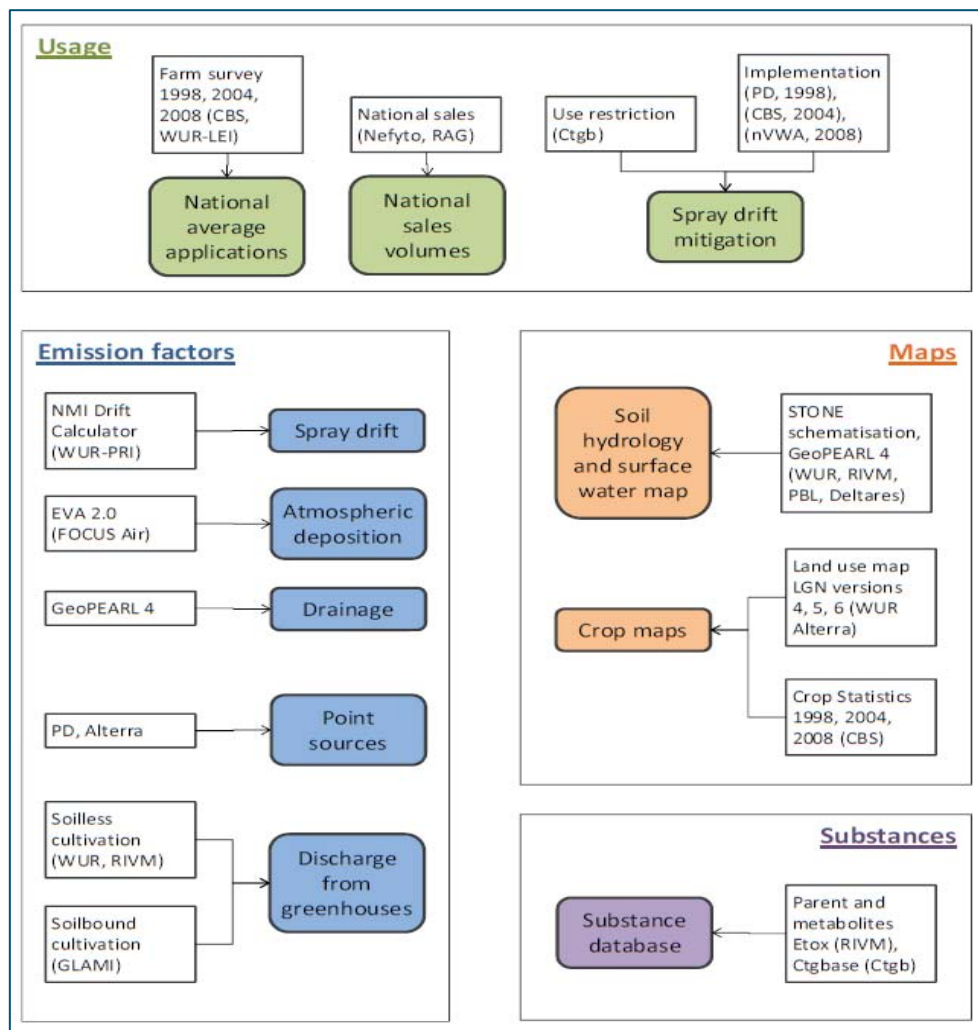 Usage
Farm survey
1998, 2004,
2008 (CBS,
WUR-LEI)
National sales
(Nefyto, RAG)
Use restriction
(Ctgb)
Implementation
(PD, 1998),
(CBS, 2004),
(nVWA, 2008)
National
average
applications
National
sales
volumes
Spray drift
mitigation
Emission factors
NMI Drift
Calculator
(WUR-PRI)
Spray drift
EVA 2.0
(FOCUS Air)
Atmospheric
deposition
GeoPEARL 4
Drainage
PD, Alterra
Point
sources
Soilless
cultivation
(WUR, RIVM)
Soilbound
cultivation
(GLAMI)
Discharge
from
greenhouses
Maps
Soil
hydrology
and surface
water map
STONE
schematisation,
GeoPEARL 4
(WUR, RIVM,
PBL, Deltares)
Crop maps
Land use map
LGN versions
4, 5, 6 (WUR
Alterra)
Crop Statistics
1998, 2004,
2008 (CBS)
Substances
Substance
database
Parent and
metabolites
Etox (RIVM),
Ctgbase (Ctgb)